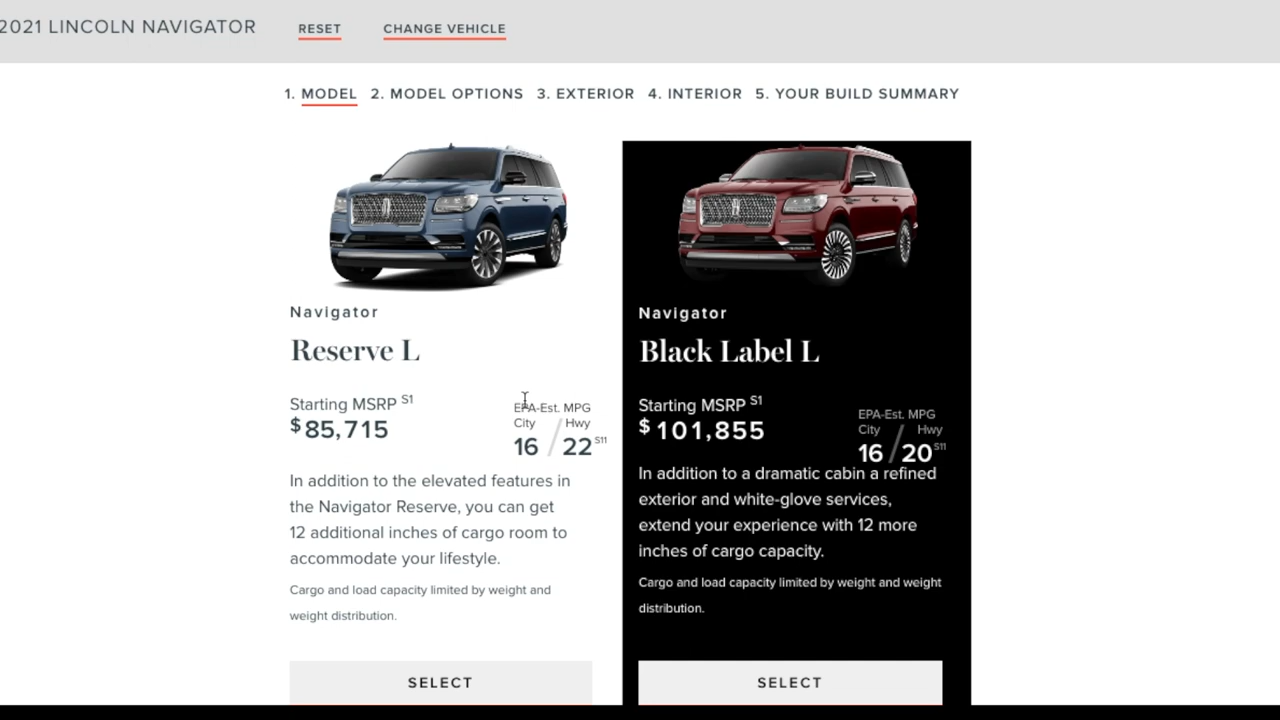 2021 LINCOLN NAVIGATOR RESET CHANGE VEHICLE
1. MODEL 2. MODEL OPTIONS 3. EXTERIOR 4. INTERIOR 5. YOUR BUILD SUMMARY
Navigator
Reserve L
Starting MSRP S1
$85,715
EPA-Est. MPG
City / Hwy
16 22 S11
In addition to the elevated features in
the Navigator Reserve, you can get
12 additional inches of cargo room to
accommodate your lifestyle.
Cargo and load capacity limited by weight and
weight distribution.
SELECT
Navigator
Black Label L
Starting MSRP S1
$101,855
EPA-Est. MPG
City / Hwy
16 20 S11
In addition to a dramatic cabin a refined
exterior and white-glove services,
extend your experience with 12 more
inches of cargo capacity.
Cargo and load capacity limited by weight and weight
distribution.
SELECT